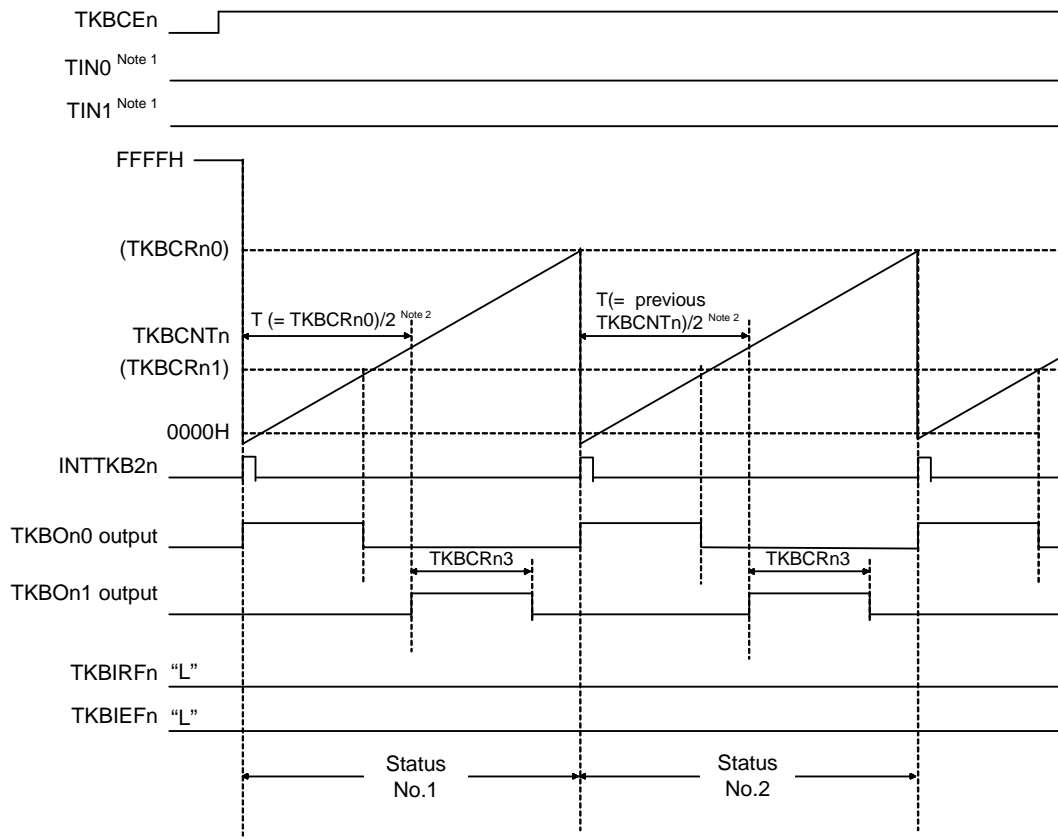 TKBCEn
TIN0 Note 1
TIN1 Note 1
FFFFH
(TKBCRn0)
T (= TKBCRn0)/2 Note 2
T(= previous
TKBCNTn)/2 Note 2
TKBCNTn
(TKBCRn1)
0000H
INTTKB2n
TKBOn0 output
TKBCRn3
TKBCRn3
TKBOn1 output
TKBIRFn “L”
TKBIEFn “L”
Status
No.1
Status
No.2